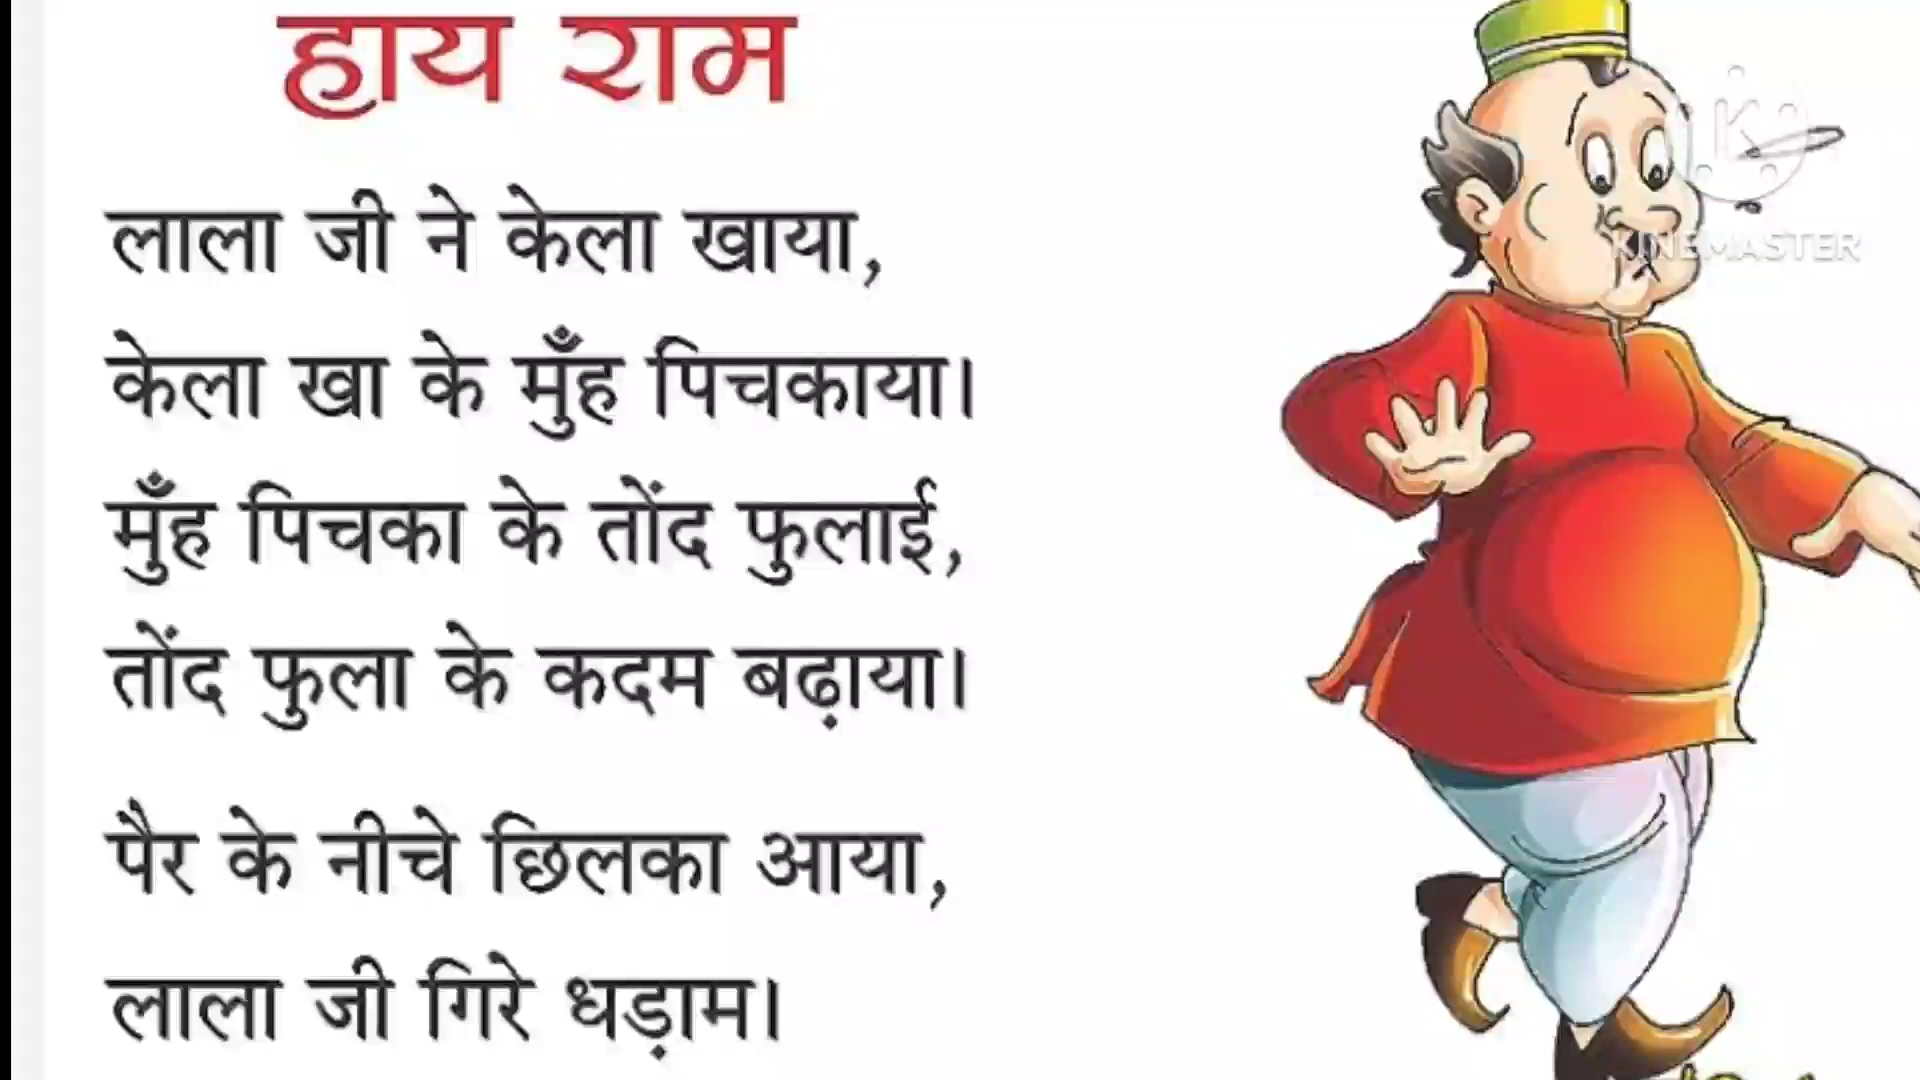 हाय राम
लाला जी ने केला खाया,
केला खा के मुँह पिचकाया।
मुँह पिचका के तोंद फुलाई,
तोंद फुला के कदम बढ़ाया।
पैर के नीचे छिलका आया,
लाला जी गिरे धड़ाम।
K
KINEMASTER